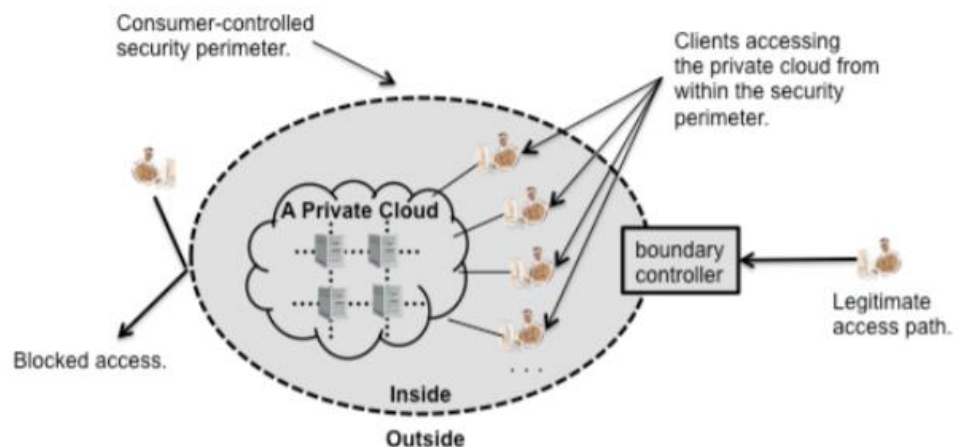 Consumer-controlled
security perimeter.
Clients accessing
the private cloud from
within the security
perimeter.
A Private Cloud
boundary
controller
Legitimate
access path.
Blocked access.
. . .
Inside
Outside